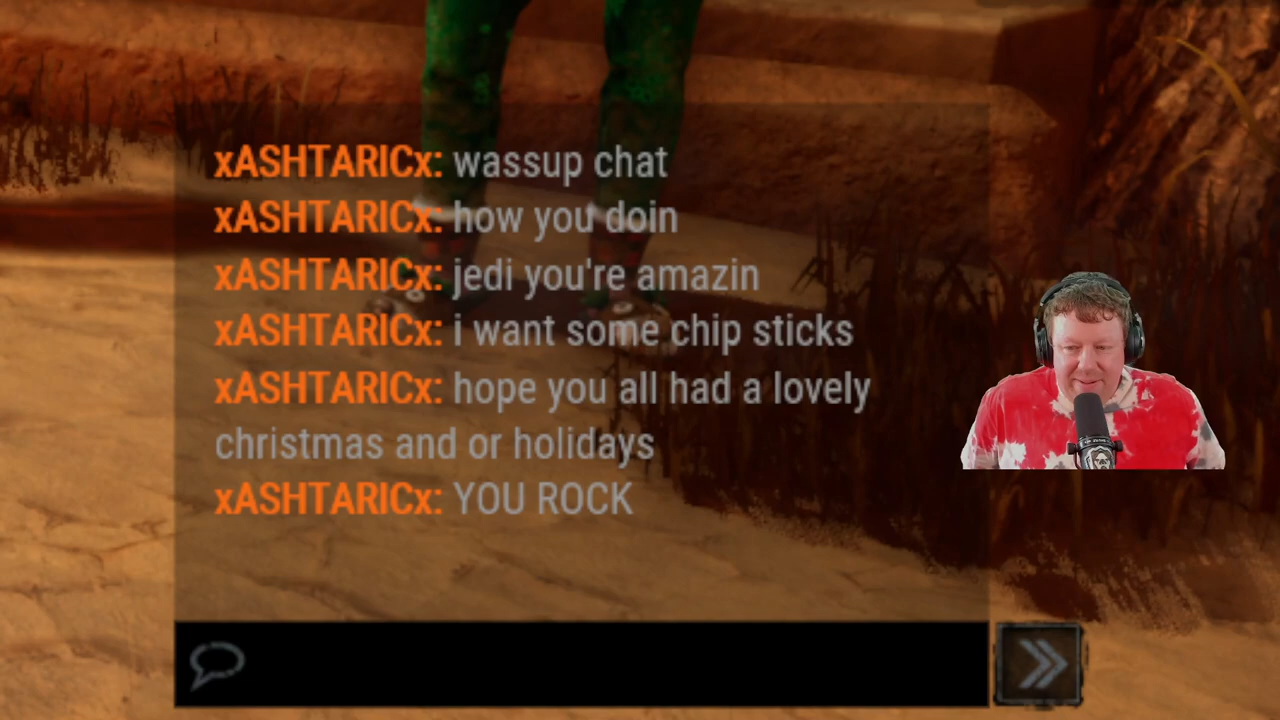 xASHTARICx: wassup chat
xASHTARICx: how you doin
xASHTARICx: jedi you're amazin
xASHTARICx: i want some chip sticks
xASHTARICx: hope you all had a lovely
christmas and or holidays
xASHTARICx: YOU ROCK